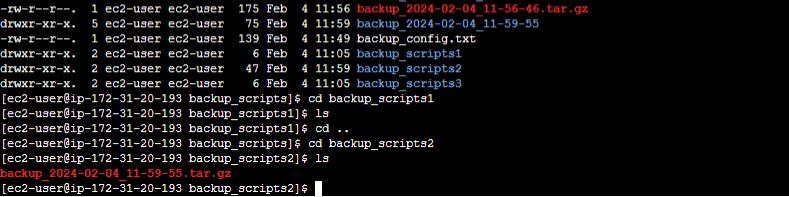 -rw-r--r--. 1 ec2-user ec2-user 175 Feb 4 11:56 backup_2024-02-04_11-56-46.tar.gz
drwxr-xr-x. 5 ec2-user ec2-user 75 Feb 4 11:59 backup_2024-02-04_11-59-55
-rw-r--r--. 1 ec2-user ec2-user 139 Feb 4 11:49 backup_config.txt
drwxr-xr-x. 2 ec2-user ec2-user 6 Feb 4 11:05 backup_scripts1
drwxr-xr-x. 2 ec2-user ec2-user 47 Feb 4 11:59 backup_scripts2
drwxr-xr-x. 2 ec2-user ec2-user 6 Feb 4 11:05 backup_scripts3
[ec2-user@ip-172-31-20-193 backup_scripts]$ cd backup_scripts1
[ec2-user@ip-172-31-20-193 backup_scripts1]$ ls
[ec2-user@ip-172-31-20-193 backup_scripts1]$ cd ..
[ec2-user@ip-172-31-20-193 backup_scripts]$ cd backup_scripts2
[ec2-user@ip-172-31-20-193 backup_scripts2]$ ls
backup_2024-02-04_11-59-55.tar.gz
[ec2-user@ip-172-31-20-193 backup_scripts2]$